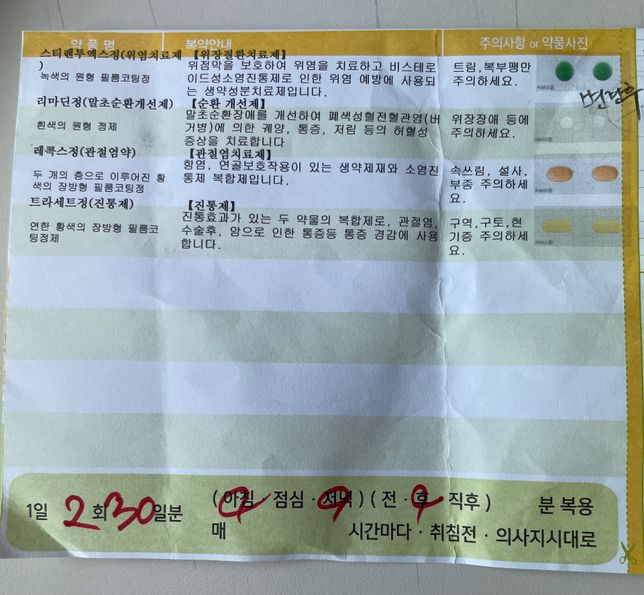 약 품 명 복약안내 주의사항 or 약품사진
스티렌투엑스정(위염치료제 【위장질환치료제】
)
녹색의 원형 필름코팅정
위점막을 보호하여 위염을 치료하고 비스테로
이드성소염진통제로 인한 위염 예방에 사용되
는 생약성분치료제입니다.
트림,복부팽만
주의하세요.
리마딘정(말초순환개선제) 【순환 개선제】
흰색의 원형 정제
말초순환장애를 개선하여 폐색성혈전혈관염(버
거병)에 의한 궤양, 통증, 저림 등의 허혈성
증상을 치료합니다
위장장애 등에
주의하세요.
레콕스정(관절염약) 【관절염치료제】
두 개의 층으로 이루어진 황
색의 장방형 필름코팅정
항염, 연골보호작용이 있는 생약제재와 소염진
통제 복합제입니다.
속쓰림, 설사,
부종 주의하세요.
트라세트정(진통제) 【진통제】
연한 황색의 장방형 필름코
팅정제
진통효과가 있는 두 약물의 복합제로, 관절염,
수술후, 암으로 인한 통증등 통증 경감에 사용
합니다.
구역,구토,현
기증 주의하세
요.
1일 2회 30일분 (아침 · 점심 · 저녁) (전 · 후 · 직후) 분 복용
매 시간마다 · 취침전 · 의사지시대로